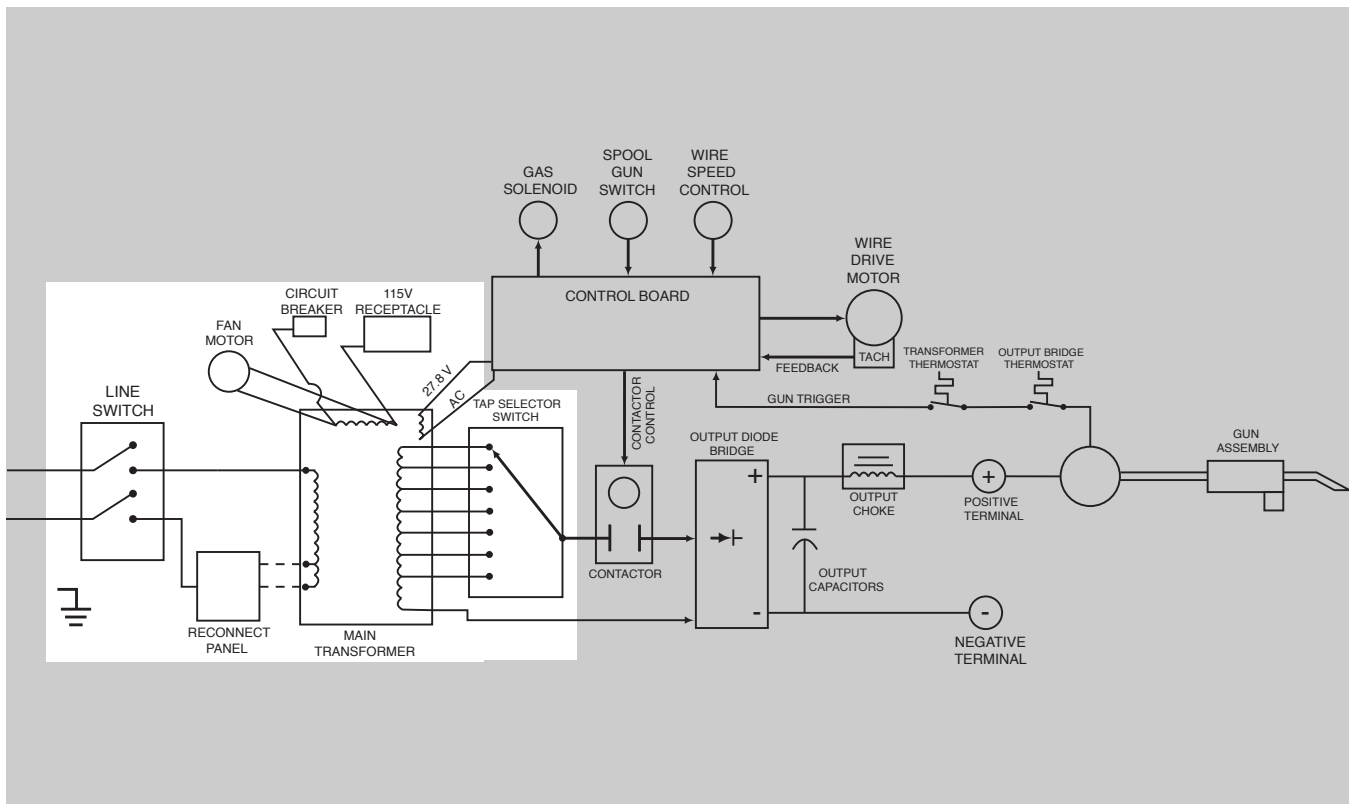 GAS
SOLENOID
SPOOL
GUN
SWITCH
WIRE
SPEED
CONTROL
WIRE
DRIVE
MOTOR
CONTROL BOARD
CIRCUIT
BREAKER
115V
RECEPTACLE
FAN
MOTOR
TACH
FEEDBACK
TRANSFORMER
THERMOSTAT
OUTPUT BRIDGE
THERMOSTAT
27.8 V
AC
LINE
SWITCH
TAP SELECTOR
SWITCH
CONTACTOR
CONTROL
GUN TRIGGER
OUTPUT DIODE
BRIDGE
GUN
ASSEMBLY
+
+
OUTPUT
CHOKE
POSITIVE
TERMINAL
CONTACTOR
OUTPUT
CAPACITORS
-
-
RECONNECT
PANEL
MAIN
TRANSFORMER
NEGATIVE
TERMINAL